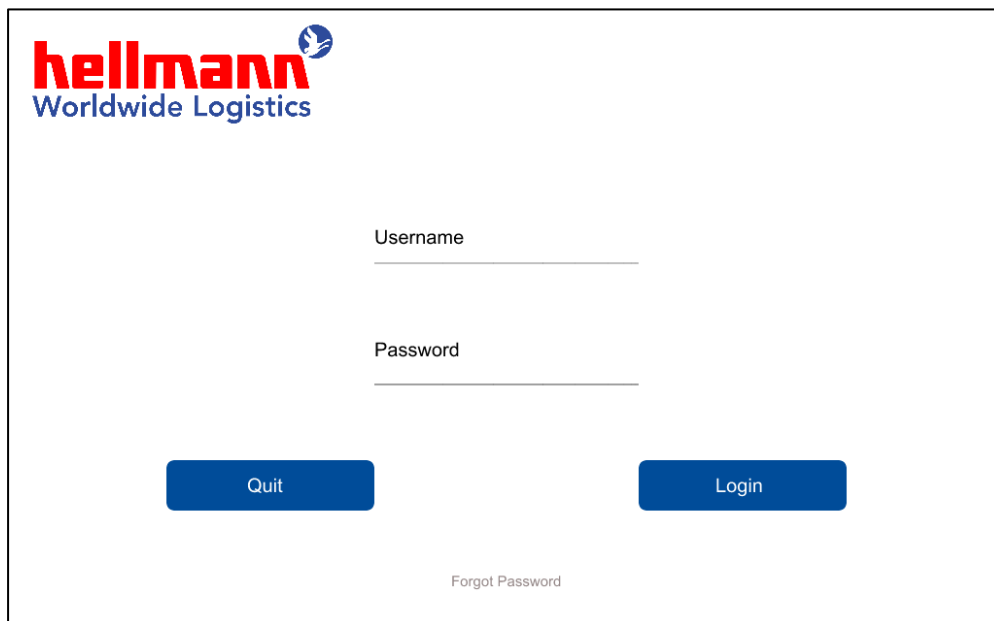 hellmann
Worldwide Logistics
Username
Password
Quit
Login
Forgot Password